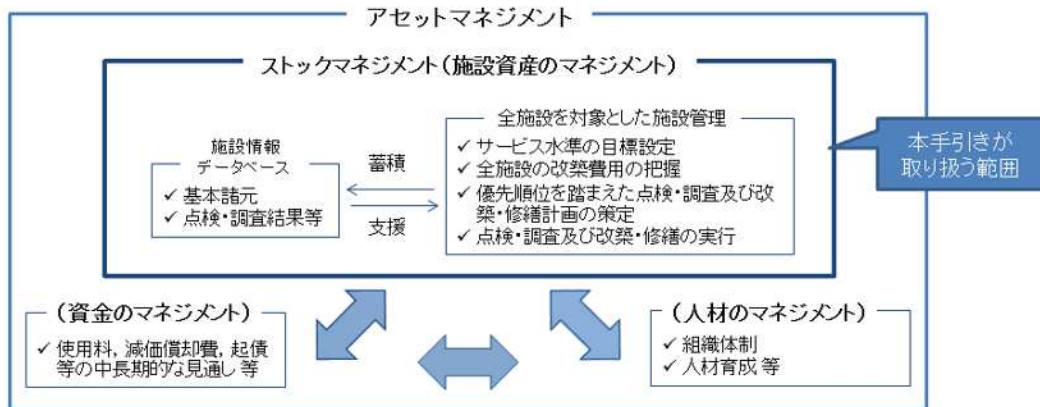 アセットマネジメント
ストックマネジメント(施設資産のマネジメント)
施設情報
データベース
✓ 基本諸元
✓ 点検・調査結果等
蓄積
支援
全施設を対象とした施設管理
✓ サービス水準の目標設定
✓ 全施設の改築費用の把握
✓ 優先順位を踏まえた点検・調査及び改
築・修繕計画の策定
✓ 点検・調査及び改築・修繕の実行
本手引きが
取り扱う範囲
(資金のマネジメント)
✓ 使用料, 減価償却費, 起債
等の中長期的な見通し 等
(人材のマネジメント)
✓ 組織体制
✓ 人材育成 等